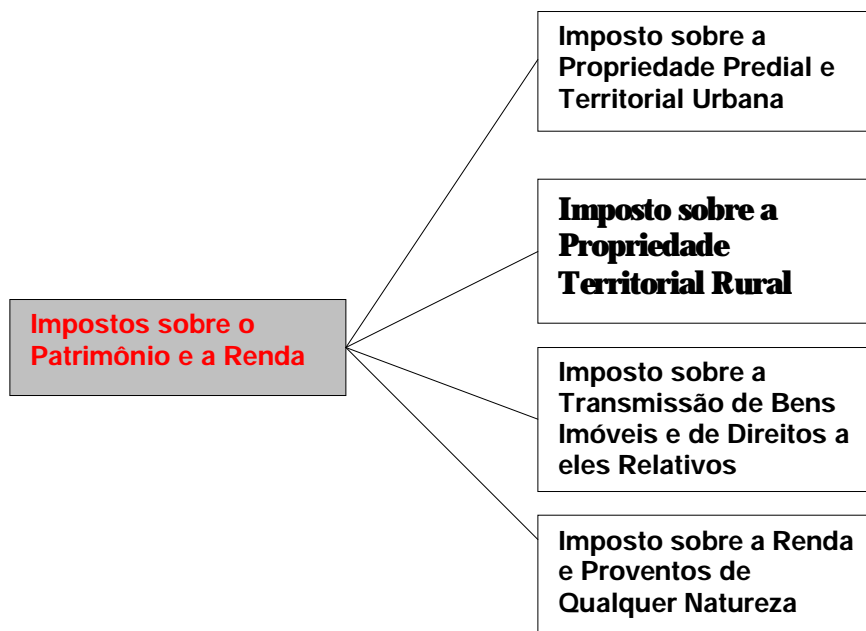 Imposto sobre a
Propriedade Predial e
Territorial Urbana
Imposto sobre a
Propriedade
Territorial Rural
Impostos sobre o
Patrimônio e a Renda
Imposto sobre a
Transmissão de Bens
Imóveis e de Direitos a
eles Relativos
Imposto sobre a Renda
e Proventos de
Qualquer Natureza